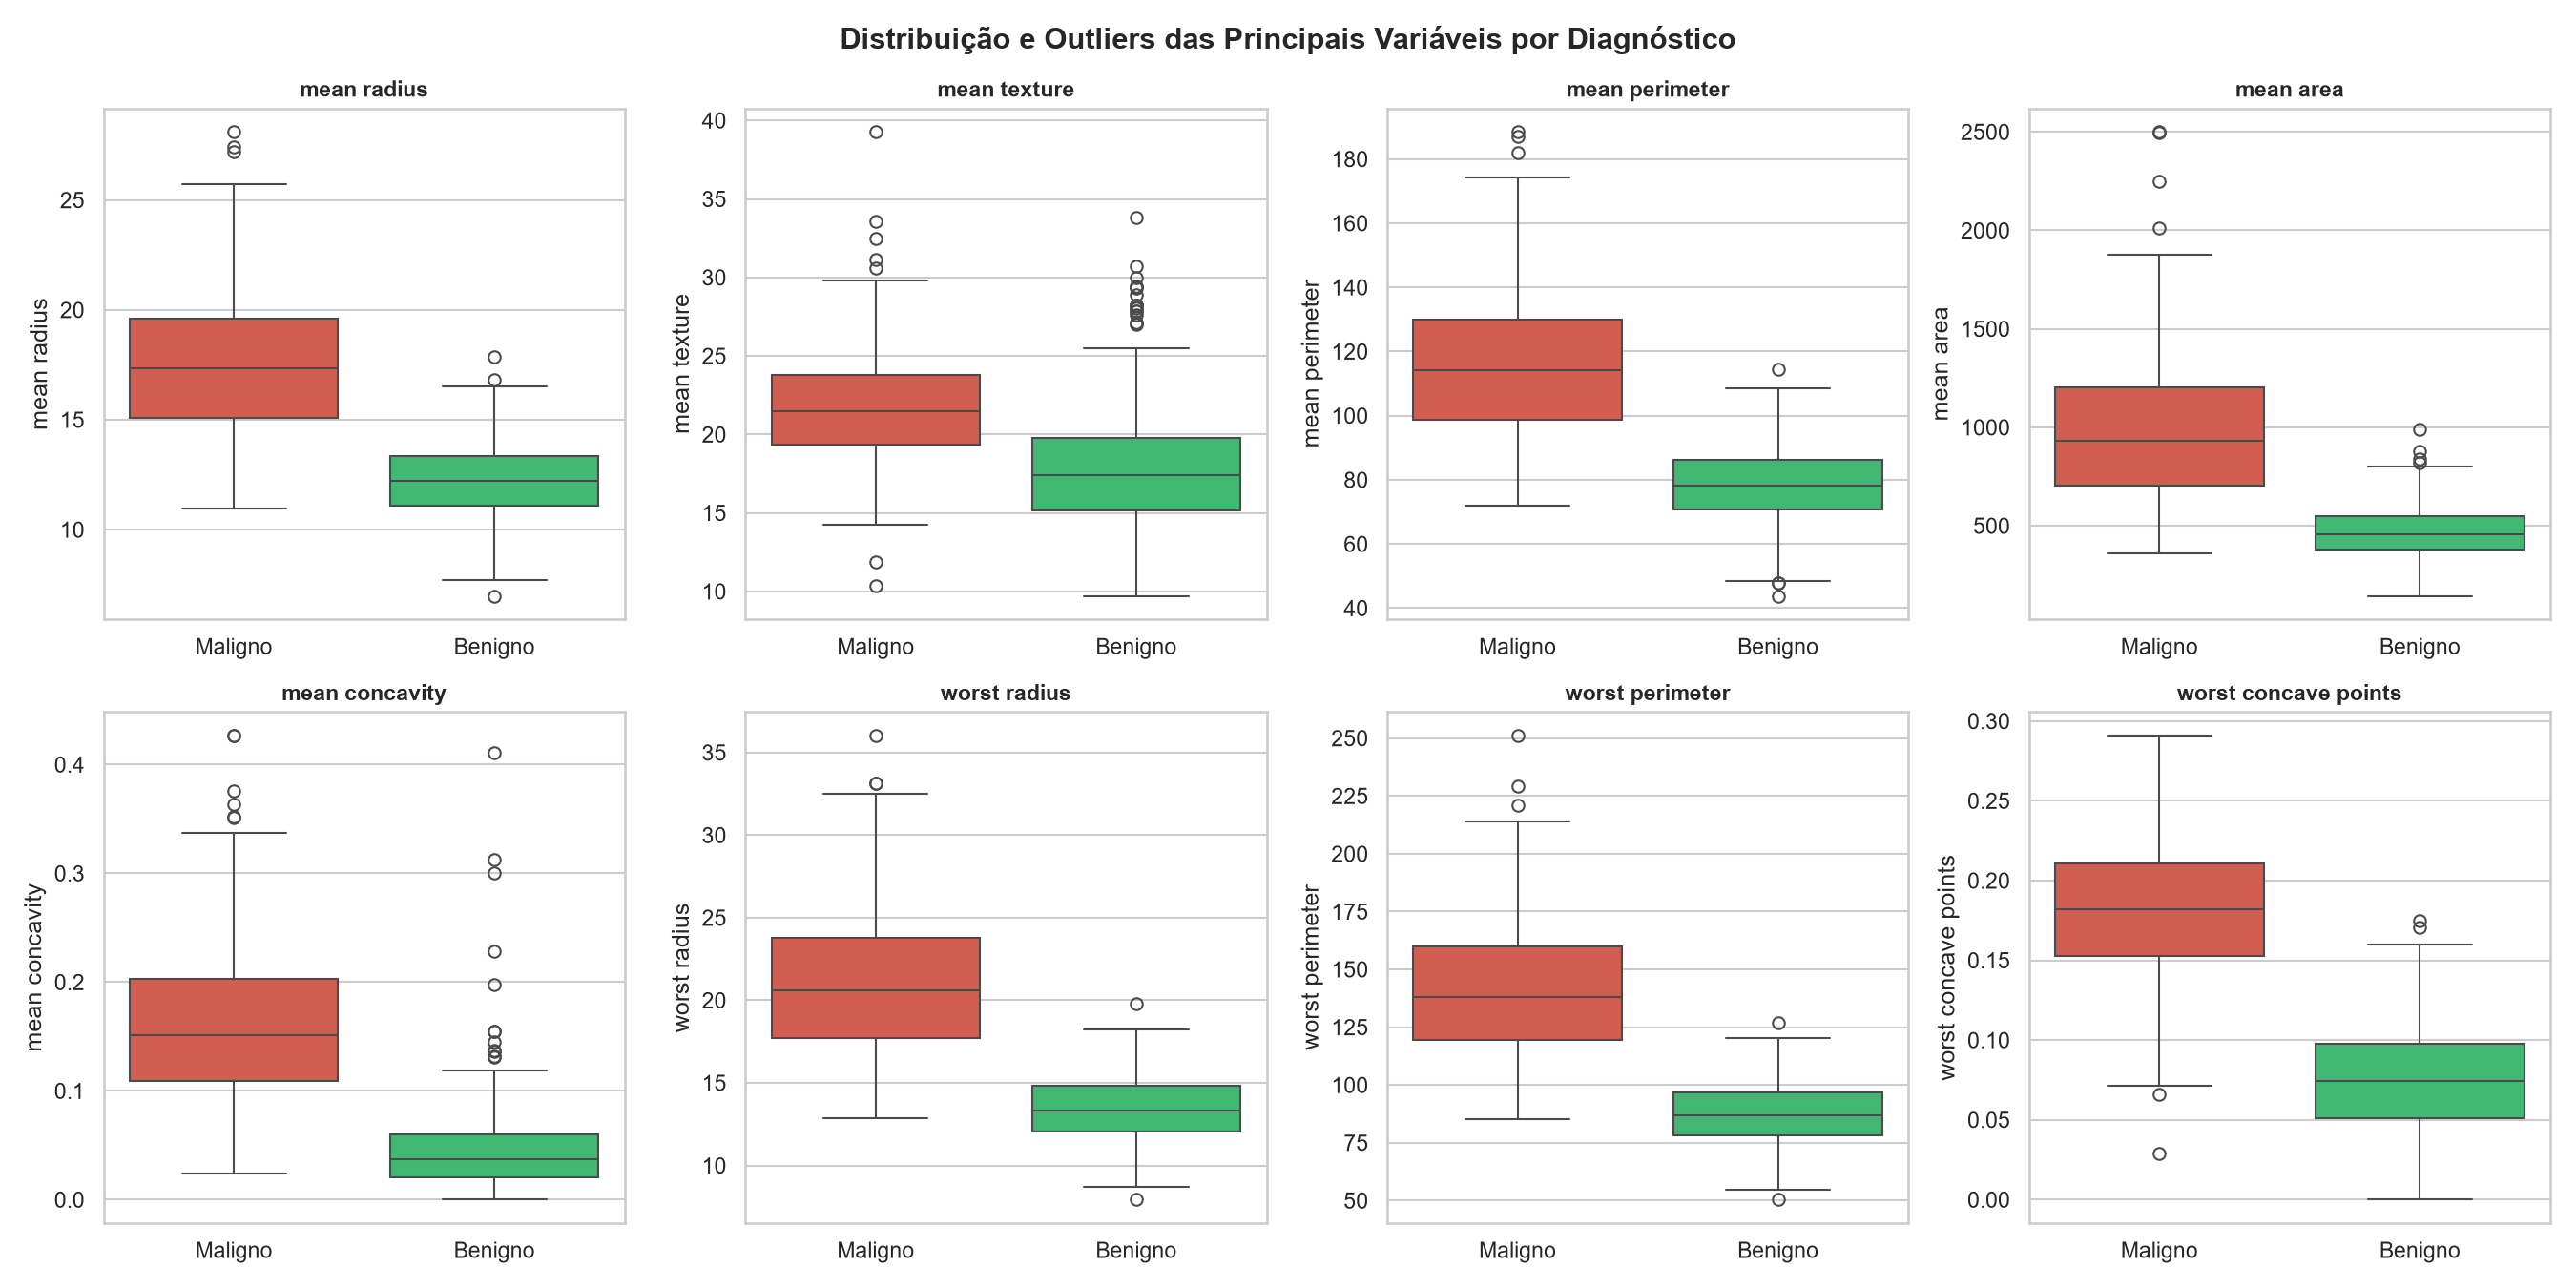 Distribuição e Outliers das Principais Variáveis por Diagnóstico
mean radius
mean radius
25
20
15
10
Maligno Benigno
mean texture
mean texture
40
35
30
25
20
15
10
Maligno Benigno
mean perimeter
mean perimeter
180
160
140
120
100
80
60
40
Maligno Benigno
mean area
mean area
2500
2000
1500
1000
500
Maligno Benigno
mean concavity
mean concavity
0.4
0.3
0.2
0.1
0.0
Maligno Benigno
worst radius
worst radius
35
30
25
20
15
10
Maligno Benigno
worst perimeter
worst perimeter
250
225
200
175
150
125
100
75
50
Maligno Benigno
worst concave points
worst concave points
0.30
0.25
0.20
0.15
0.10
0.05
0.00
Maligno Benigno